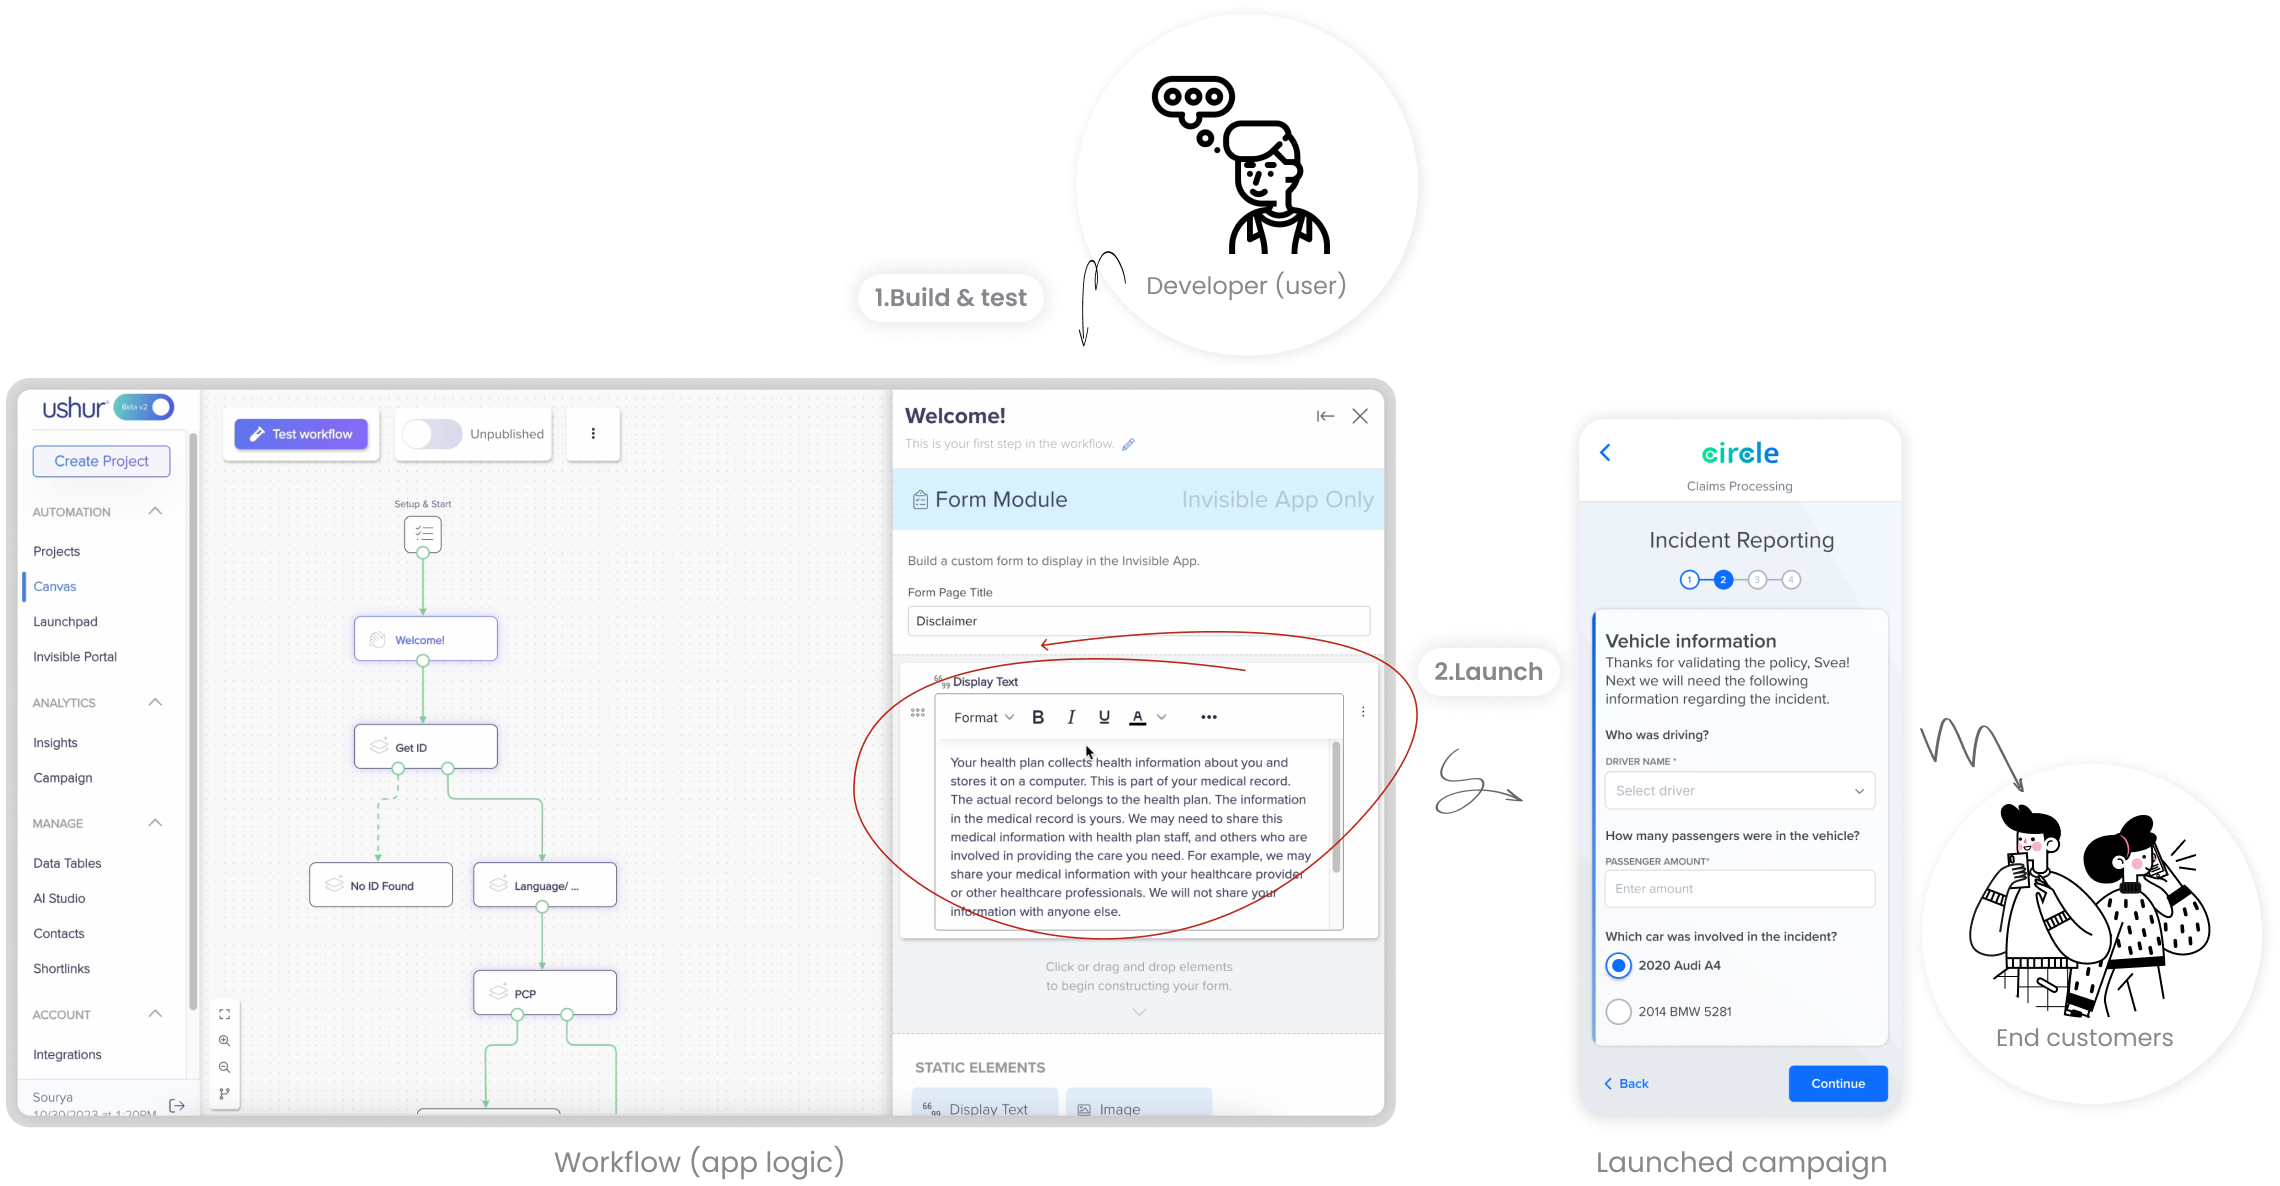 Developer (user)
1.Build & test
ushur
Beta v2
Create Project
AUTOMATION
Projects
Canvas
Launchpad
Invisible Portal
ANALYTICS
Insights
Campaign
MANAGE
Data Tables
AI Studio
Contacts
Shortlinks
ACCOUNT
Integrations
Sourya
10/30/2023 at 1:20PM
Test workflow
Unpublished
Setup & Start
Welcome!
Get ID
No ID Found
Language/ ...
PCP
Welcome!
This is your first step in the workflow.
Form Module
Invisible App Only
Build a custom form to display in the Invisible App.
Form Page Title
Disclaimer
Display Text
Format
B I U A
Your health plan collects health information about you and
stores it on a computer. This is part of your medical record.
The actual record belongs to the health plan. The information
in the medical record is yours. We may need to share this
medical information with health plan staff, and others who are
involved in providing the care you need. For example, we may
share your medical information with your healthcare provider
or other healthcare professionals. We will not share your
information with anyone else.
Click or drag and drop elements
to begin constructing your form.
STATIC ELEMENTS
Display Text
Image
Workflow (app logic)
2.Launch
circle
Claims Processing
Incident Reporting
1 2 3 4
Vehicle information
Thanks for validating the policy, Svea!
Next we will need the following
information regarding the incident.
Who was driving?
DRIVER NAME *
Select driver
How many passengers were in the vehicle?
PASSENGER AMOUNT*
Enter amount
Which car was involved in the incident?
2020 Audi A4
2014 BMW 5281
Back
Continue
Launched campaign
End customers